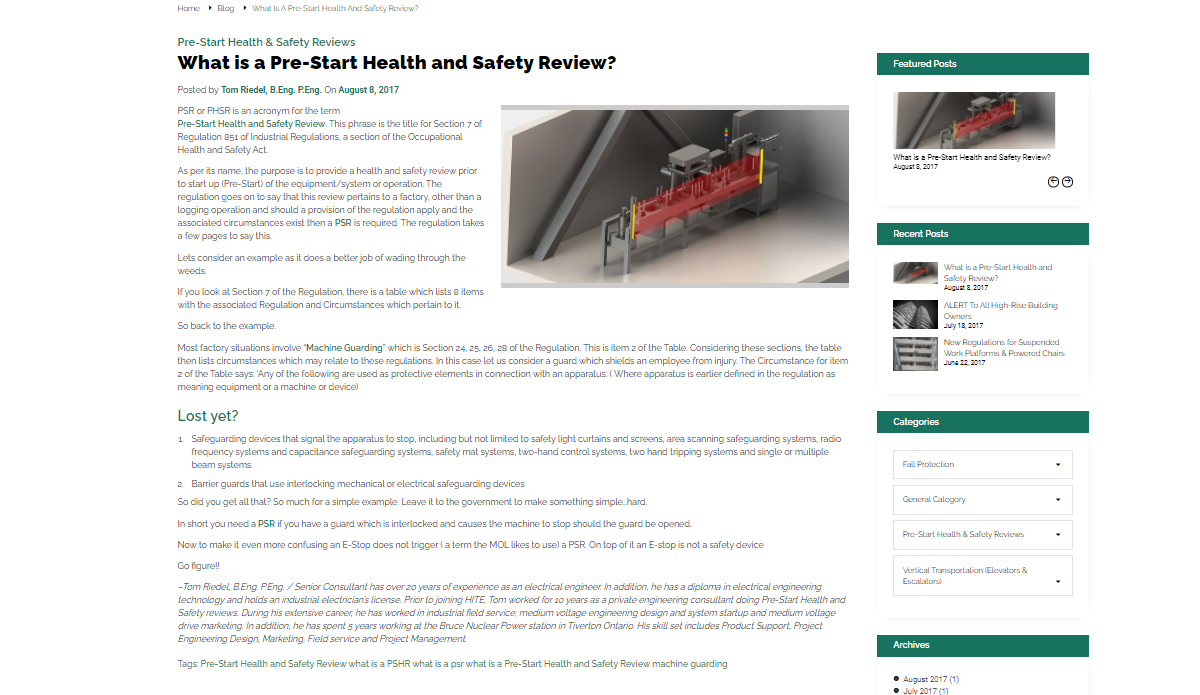 Home Blog What Is A Pre-Start Health And Safety Review?
Pre-Start Health & Safety Reviews
What is a Pre-Start Health and Safety Review?
Posted by Tom Riedel, B.Eng. P.Eng. On August 8, 2017
PSR or PHSR is an acronym for the term
Pre-Start Health and Safety Review. This phrase is the title for Section 7 of
Regulation 851 of Industrial Regulations, a section of the Occupational
Health and Safety Act.
As per its name, the purpose is to provide a health and safety review prior
to start up (Pre-Start) of the equipment/system or operation. The
regulation goes on to say that this review pertains to a factory, other than a
logging operation and should a provision of the regulation apply and the
associated circumstances exist then a PSR is required. The regulation takes
a few pages to say this.
Lets consider an example as it does a better job of wading through the
weeds.
If you look at Section 7 of the Regulation, there is a table which lists 8 items
with the associated Regulation and Circumstances which pertain to it.
So back to the example.
Most factory situations involve "Machine Guarding" which is Section 24, 25, 26, 28 of the Regulation. This is item 2 of the Table. Considering these sections, the table
then lists circumstances which may relate to these regulations. In this case let us consider a guard which shields an employee from injury. The Circumstance for item
2 of the Table says: 'Any of the following are used as protective elements in connection with an apparatus: ( Where apparatus is earlier defined in the regulation as
meaning equipment or a machine or device)
Lost yet?
1. Safeguarding devices that signal the apparatus to stop, including but not limited to safety light curtains and screens, area scanning safeguarding systems, radio
frequency systems and capacitance safeguarding systems, safety mat systems, two-hand control systems, two hand tripping systems and single or multiple
beam systems.
2. Barrier guards that use interlocking mechanical or electrical safeguarding devices
So did you get all that? So much for a simple example. Leave it to the government to make something simple...hard.
In short you need a PSR if you have a guard which is interlocked and causes the machine to stop should the guard be opened.
Now to make it even more confusing an E-Stop does not trigger ( a term the MOL likes to use) a PSR. On top of it an E-stop is not a safety device
Go figure!!
~Tom Riedel, B.Eng. P.Eng. / Senior Consultant has over 20 years of experience as an electrical engineer. In addition, he has a diploma in electrical engineering
technology and holds an industrial electrician's license. Prior to joining HITE, Tom worked for 10 years as a private engineering consultant doing Pre-Start Health and
Safety reviews. During his extensive career, he has worked in industrial field service, medium voltage engineering design and system startup and medium voltage
drive marketing. In addition, he has spent 5 years working at the Bruce Nuclear Power station in Tiverton Ontario. His skill set includes Product Support, Project
Engineering Design, Marketing, Field service and Project Management.
Tags: Pre-Start Health and Safety Review what is a PSHR what is a psr what is a Pre-Start Health and Safety Review machine guarding
Featured Posts
What is a Pre-Start Health and Safety Review?
August 8, 2017
Recent Posts
What is a Pre-Start Health and
Safety Review?
August 8, 2017
ALERT To All High-Rise Building
Owners
July 18, 2017
New Regulations for Suspended
Work Platforms & Powered Chairs
June 22, 2017
Categories
Fall Protection
General Category
Pre-Start Health & Safety Reviews
Vertical Transportation (Elevators &
Escalators)
Archives
August 2017 (1)
July 2017 (1)